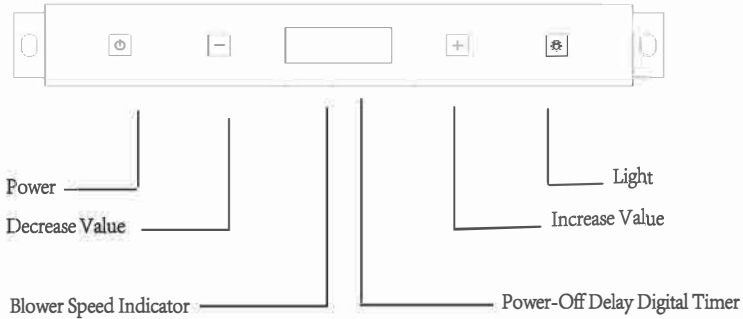 Power
Light
Decrease Value
Increase Value
Blower Speed Indicator
Power-Off Delay Digital Timer